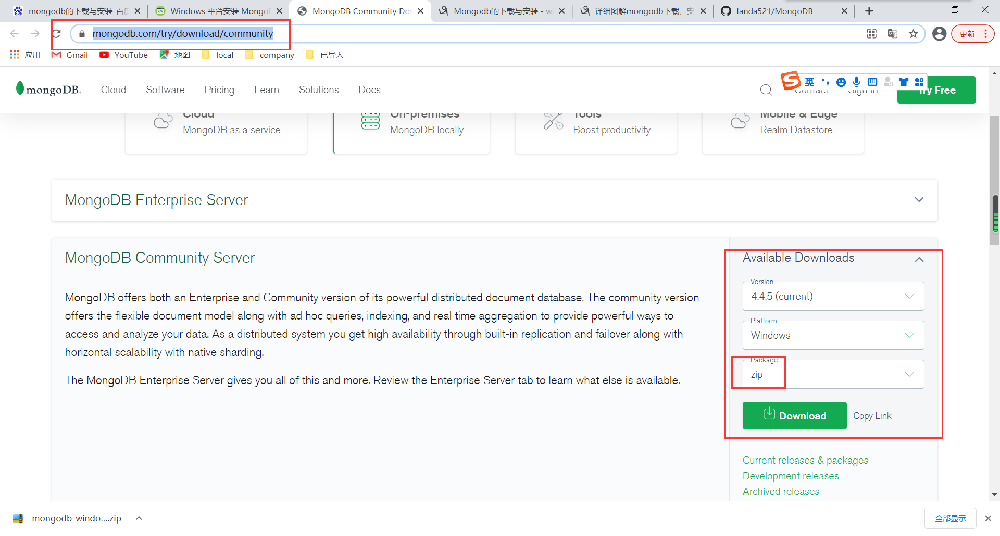 mongodb的下载与安装_百度
Windows 平台安装 MongoD
MongoDB Community Dow
Mongodb的下载与安装 - w
详细图解mongodb下载、安
fanda521/MongoDB
mongodb.com/try/download/community
更新
应用
Gmail
YouTube
地图
local
company
已导入
mongoDB.
Cloud
Software
Pricing
Learn
Solutions
Docs
英
Contact
Sign In
Try Free
Cloud
MongoDB as a service
On-premises
MongoDB locally
Tools
Boost productivity
Mobile & Edge
Realm Datastore
MongoDB Enterprise Server
MongoDB Community Server
MongoDB offers both an Enterprise and Community version of its powerful distributed document database. The community version
offers the flexible document model along with ad hoc queries, indexing, and real time aggregation to provide powerful ways to
access and analyze your data. As a distributed system you get high availability through built-in replication and failover along with
horizontal scalability with native sharding.
The MongoDB Enterprise Server gives you all of this and more. Review the Enterprise Server tab to learn what else is available.
Available Downloads
Version
4.4.5 (current)
Platform
Windows
Package
zip
Download
Copy Link
Current releases & packages
Development releases
Archived releases
mongodb-windo....zip
全部显示